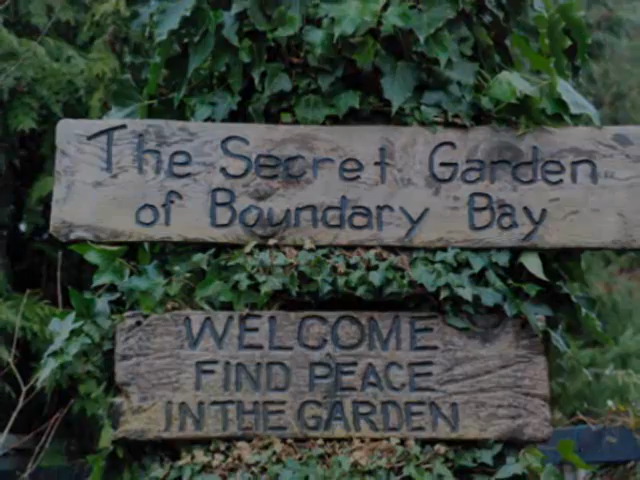 The Secret Garden
of Boundary Bay
WELCOME
FIND PEACE
IN THE GARDEN